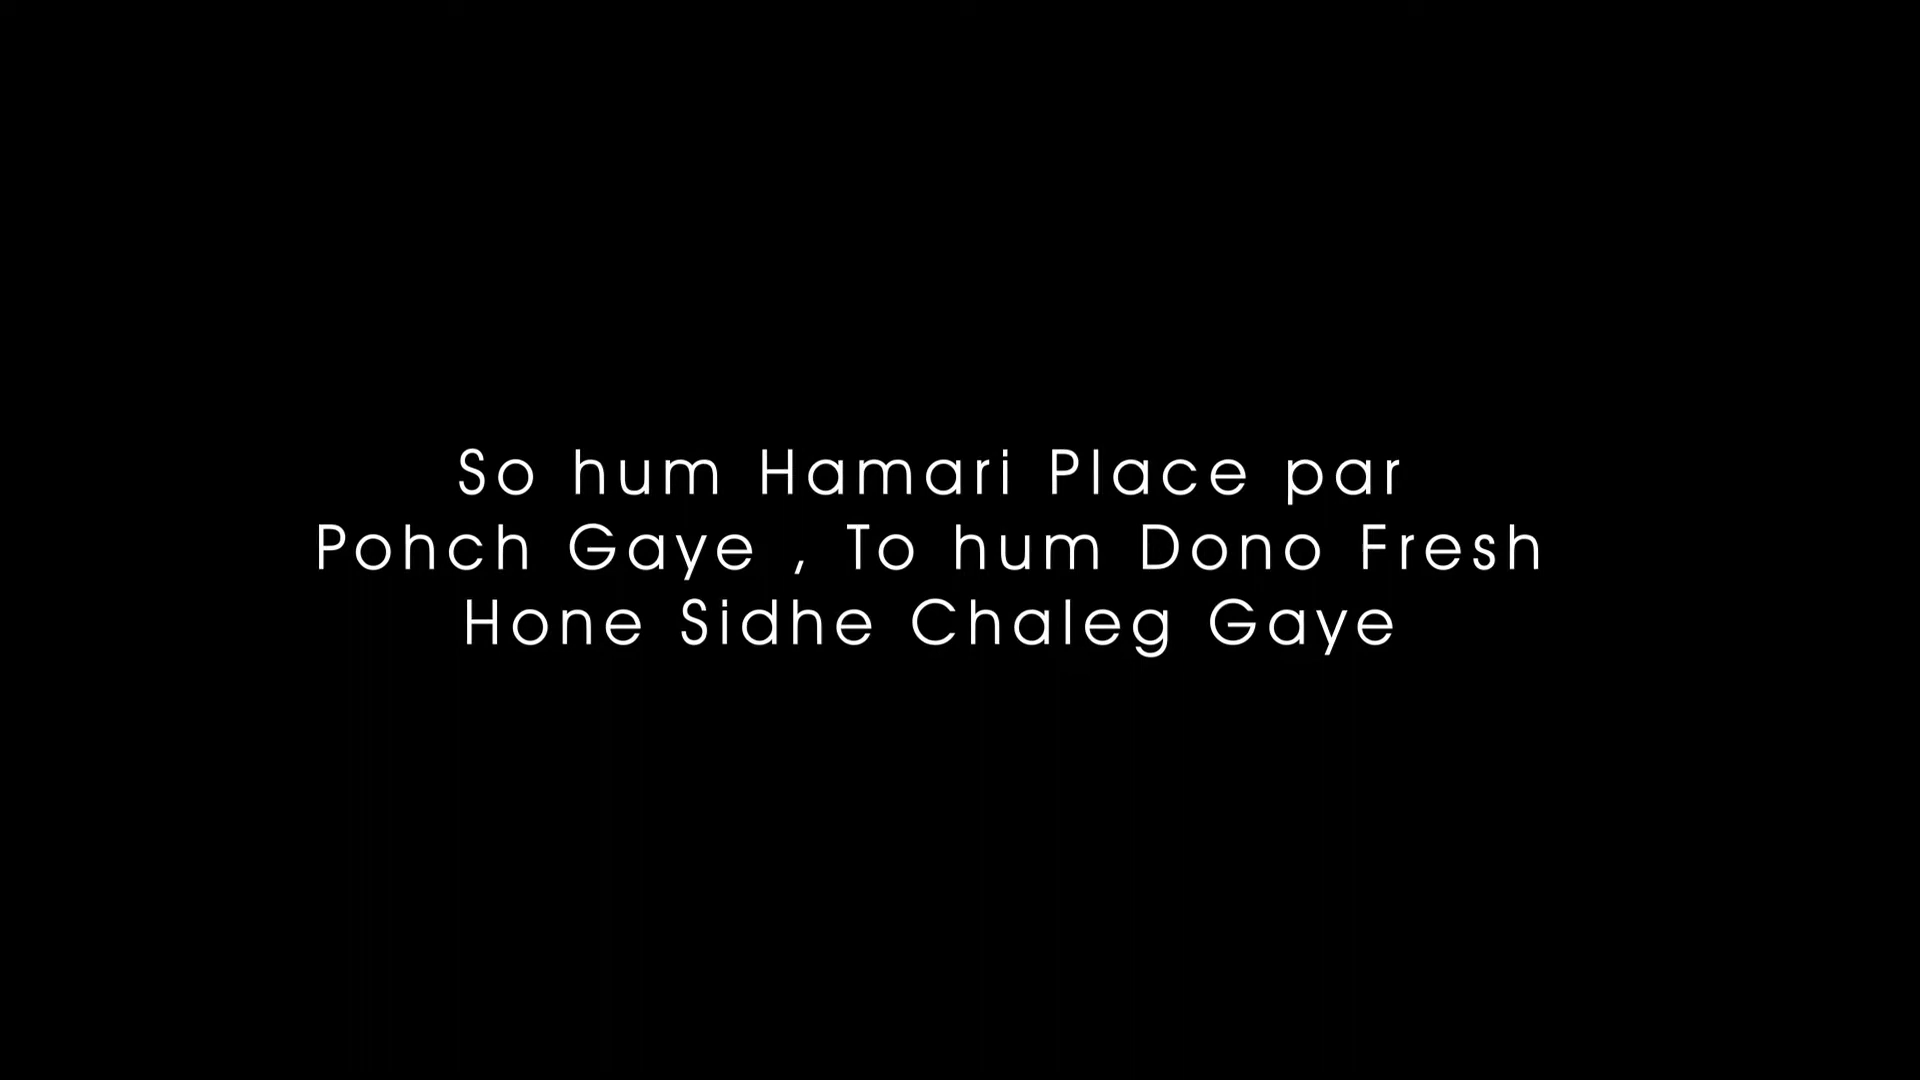 So hum Hamari Place par
Pohch Gaye , To hum Dono Fresh
Hone Sidhe Chaleg Gaye